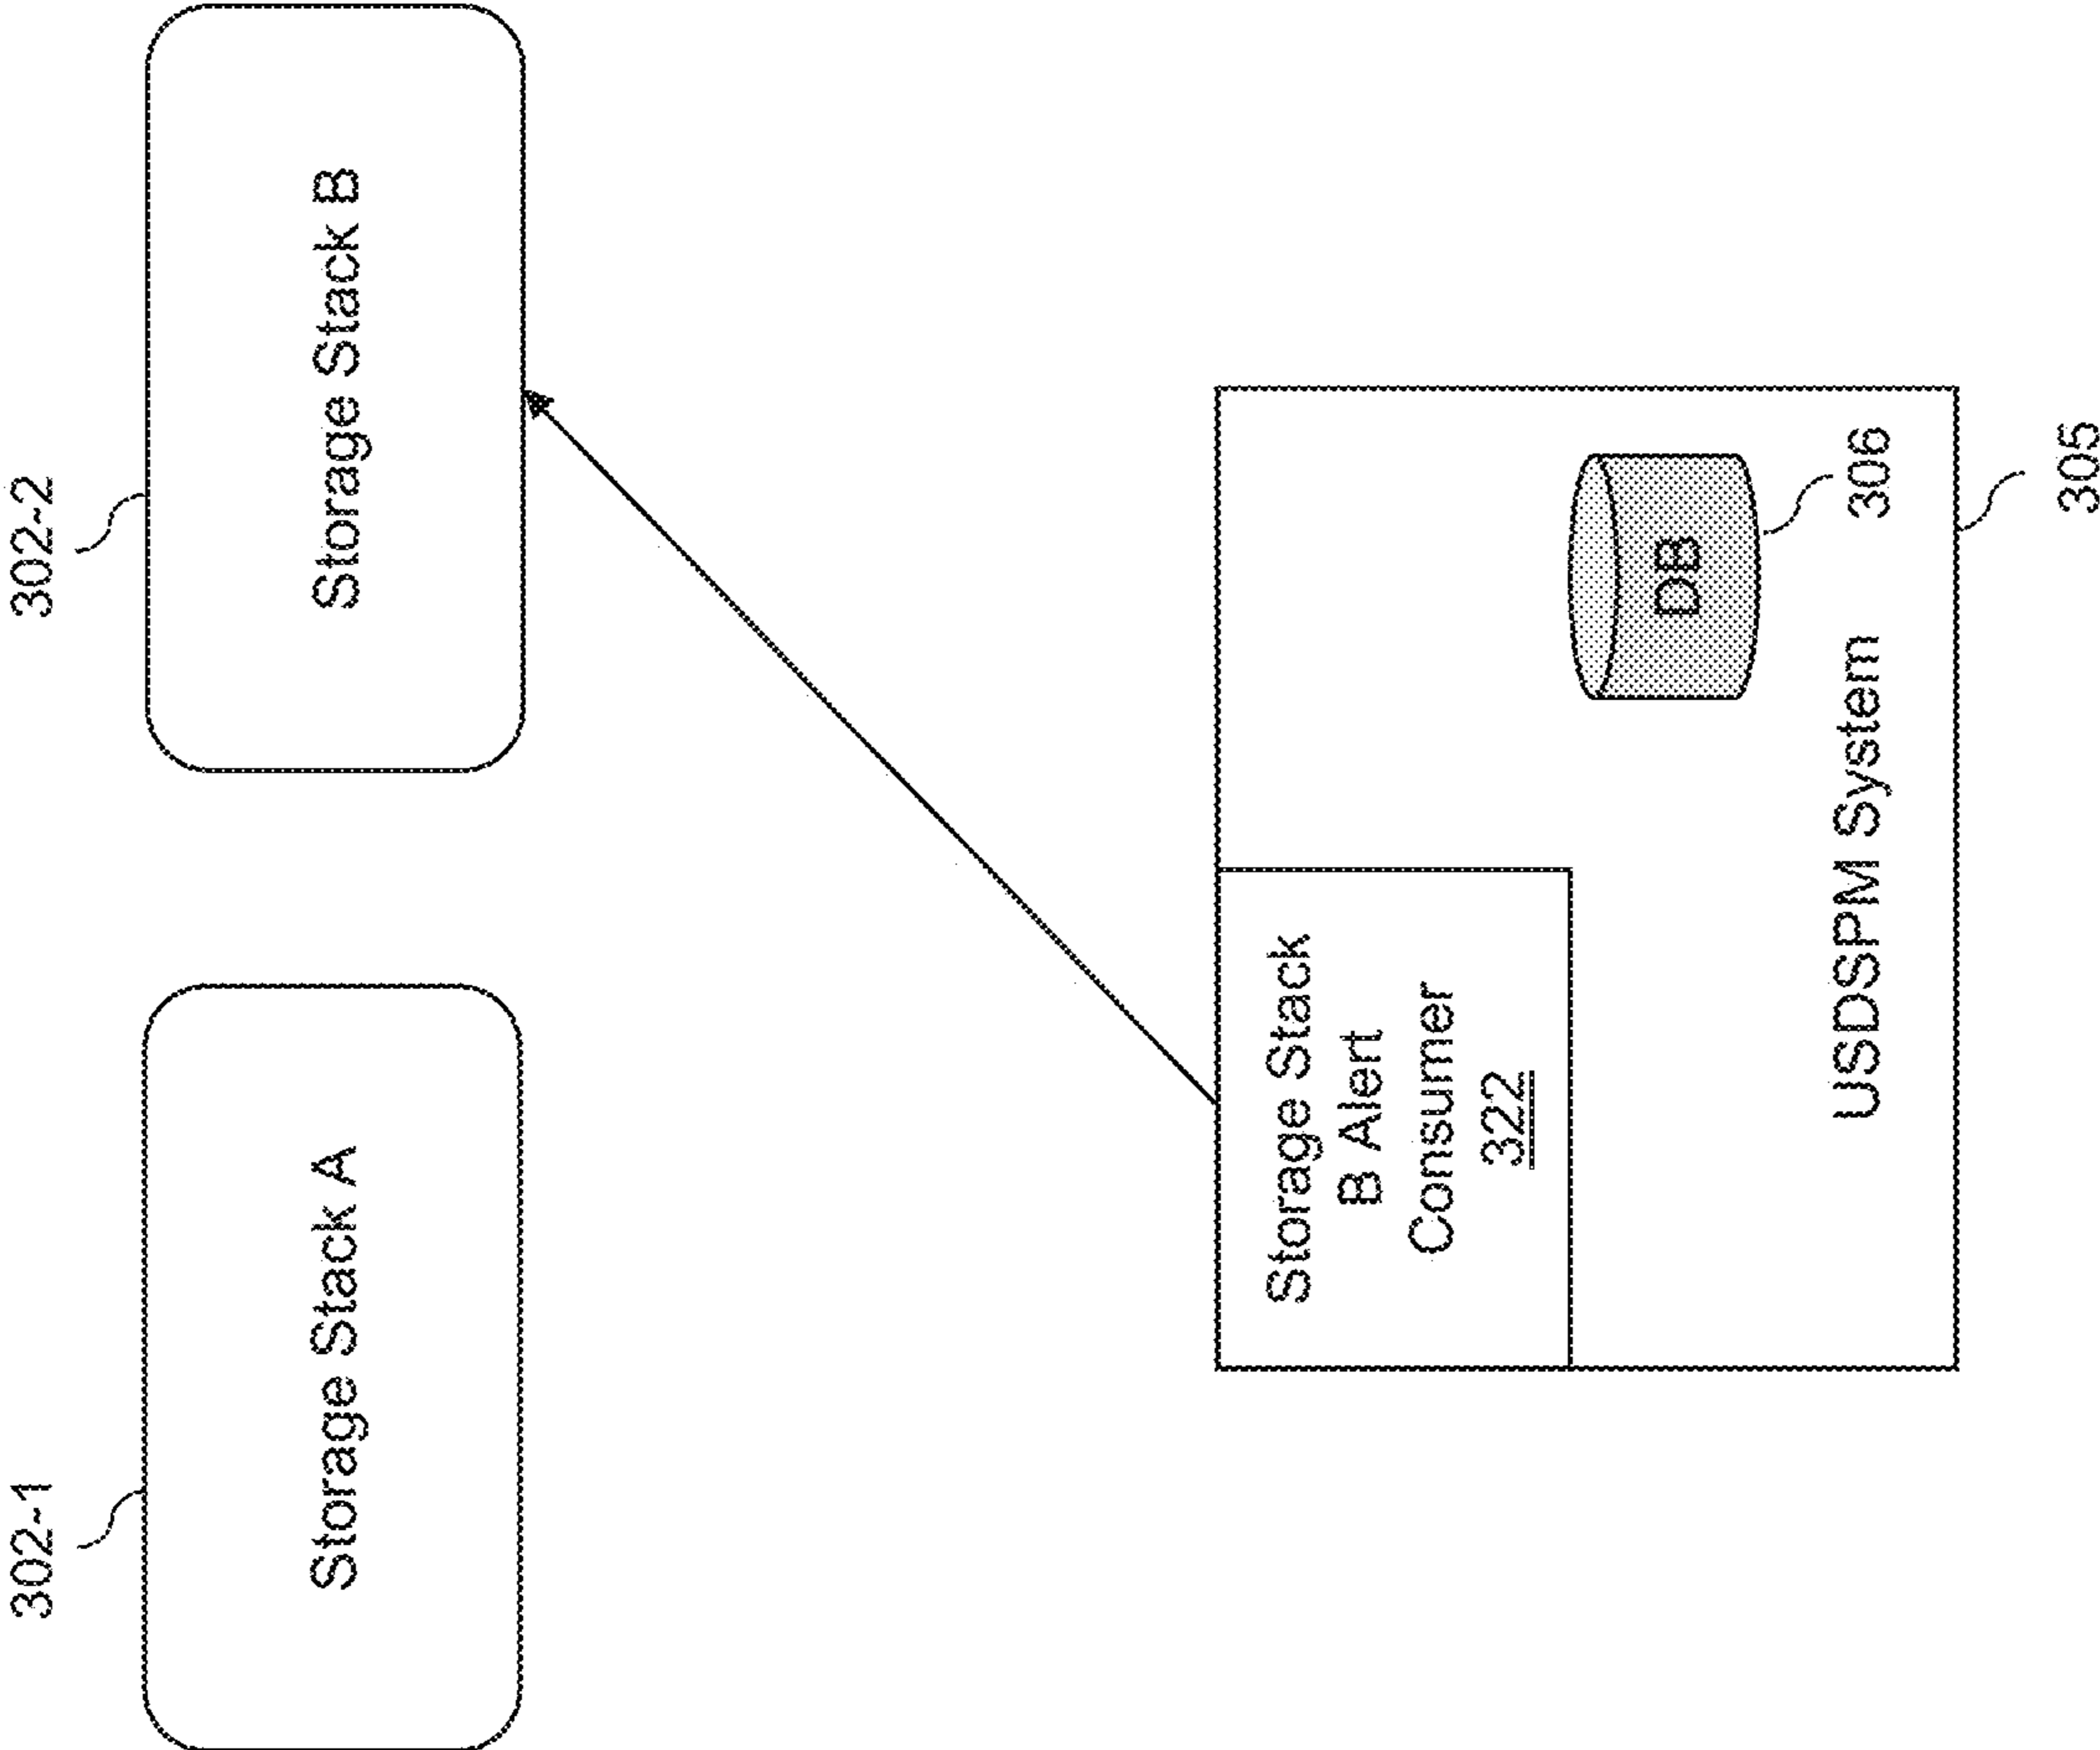 302-1
302-2
Storage Stack A
Storage Stack B
Storage Stack
B Alert
Consumer
322
DB
306
USDSPM System
305